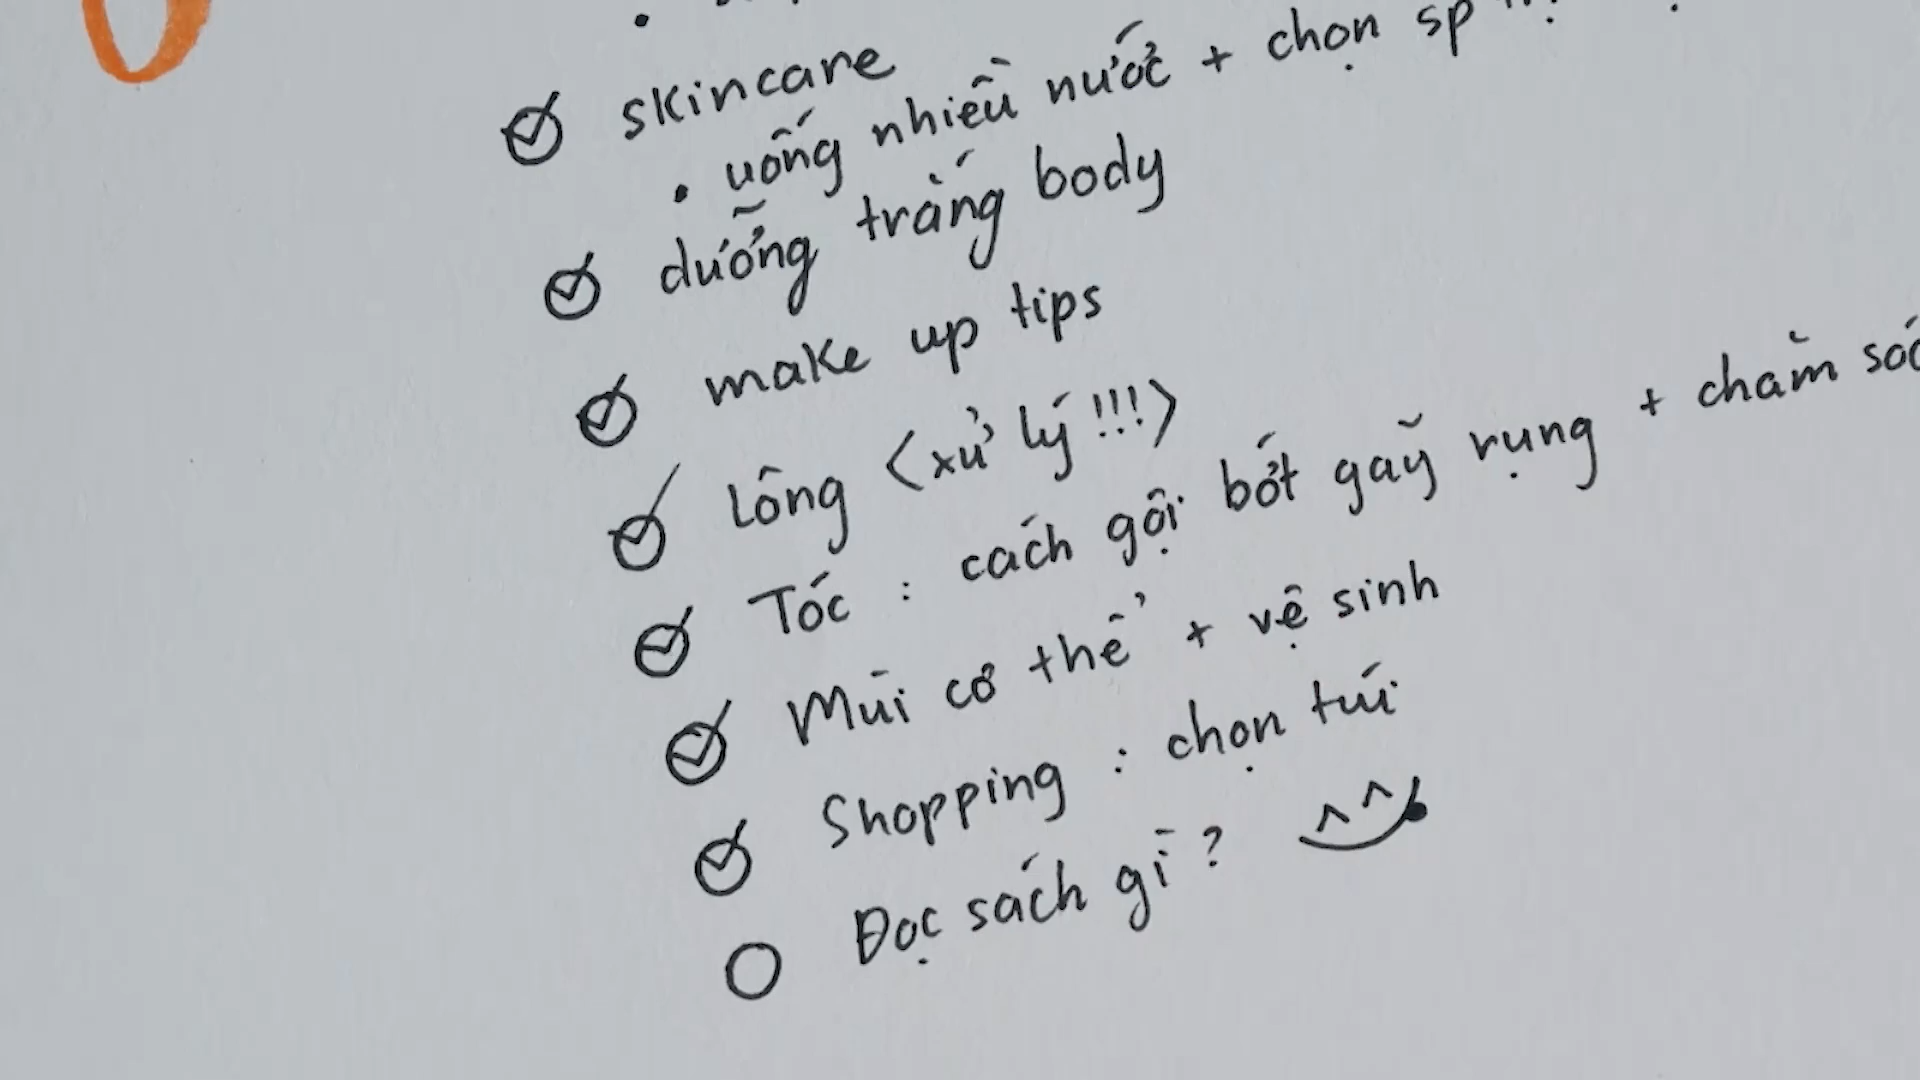 skincare
• uống nhiều nước + chọn sp
dưỡng trắng body
make up tips
Lông <xử lý !!!>
Tóc : cách gội bớt gãy rụng + chăm sóc
Mùi cơ thể + vệ sinh
Shopping : chọn túi
Đọc sách gì ?